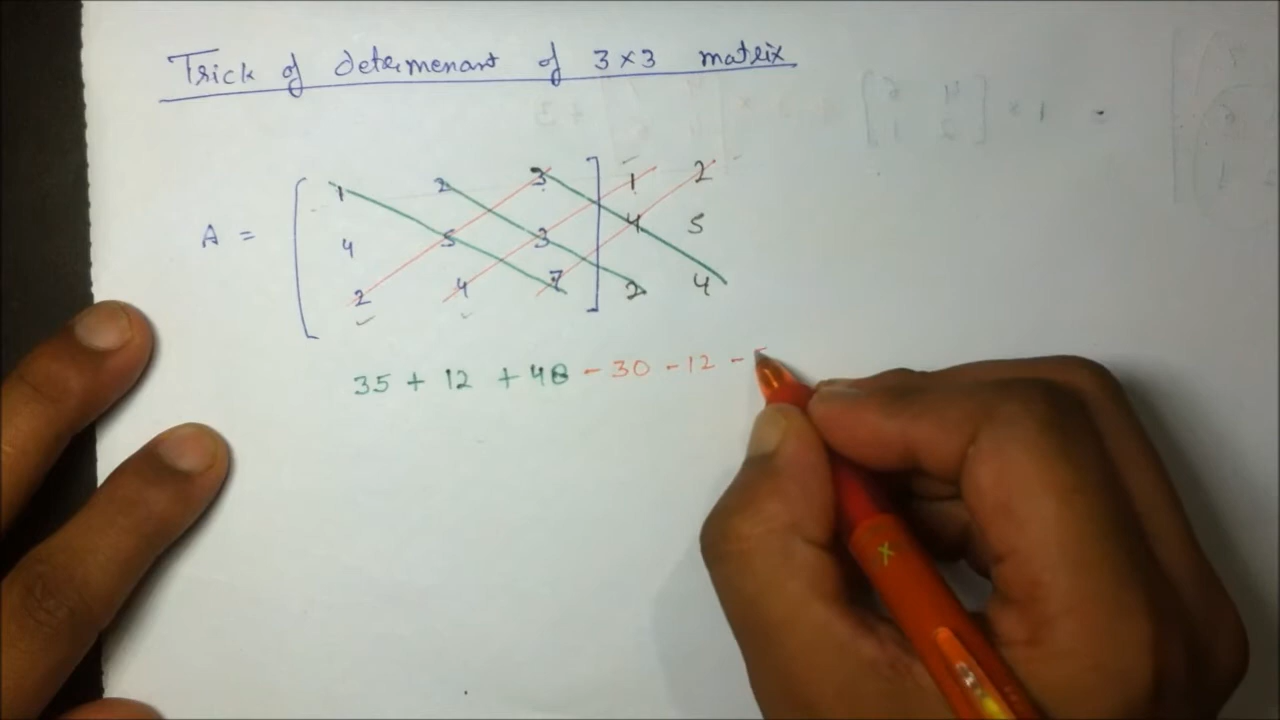 Trick of determenant of 3×3 matrix
1 2 3 1 2
A = 4 5 3 4 5
2 4 7 2 4
35 + 12 + 48 - 30 - 12 -